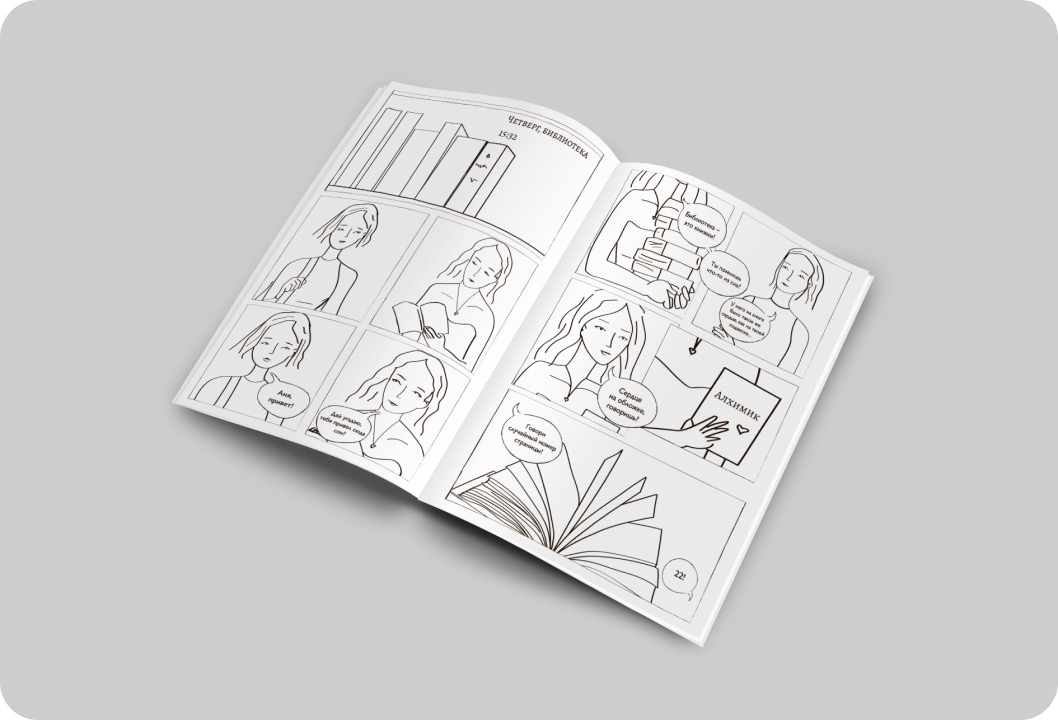 Четверг, библиотека
15:32
Аня,
привет!
Дай угадаю,
тебя привел сюда
сон?
Библиотека –
это книжки!
Ты помнишь
что-то из сна?
У него на книге
было такое же
сердце, как на твоей
подвеске.
Сердце
на обложке,
говоришь?
Алхимик
Говори
случайный номер
страницы!
22!